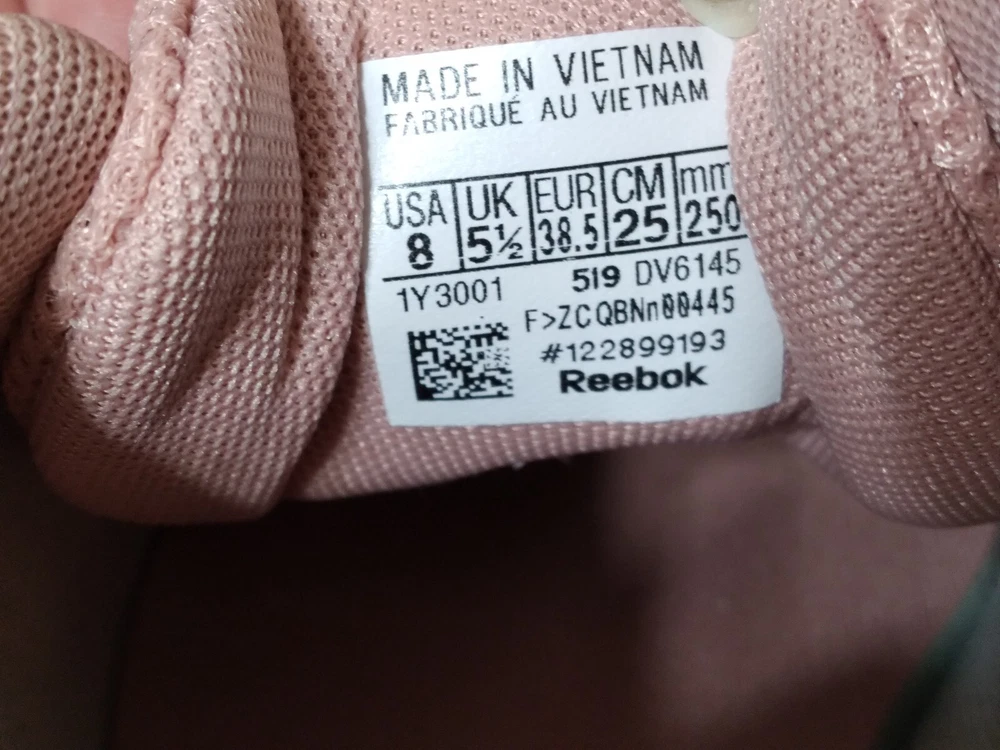 MADE IN VIETNAM
FABRIQUÉ AU VIETNAM
USA UK EUR CM mm
8 5½ 38.5 25 250
1Y3001 519 DV6145
F>ZCQBNn00445
#122899193
Reebok